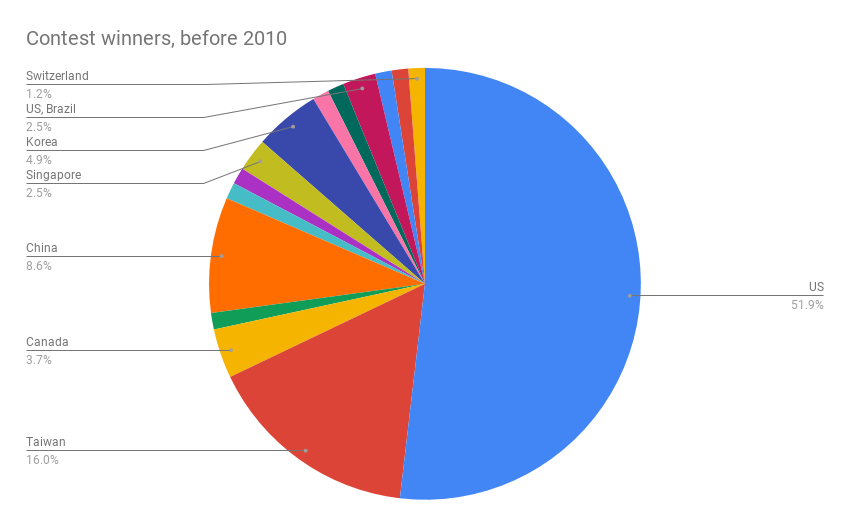 Contest winners, before 2010
Switzerland
1.2%
US, Brazil
2.5%
Korea
4.9%
Singapore
2.5%
China
8.6%
Canada
3.7%
Taiwan
16.0%
US
51.9%